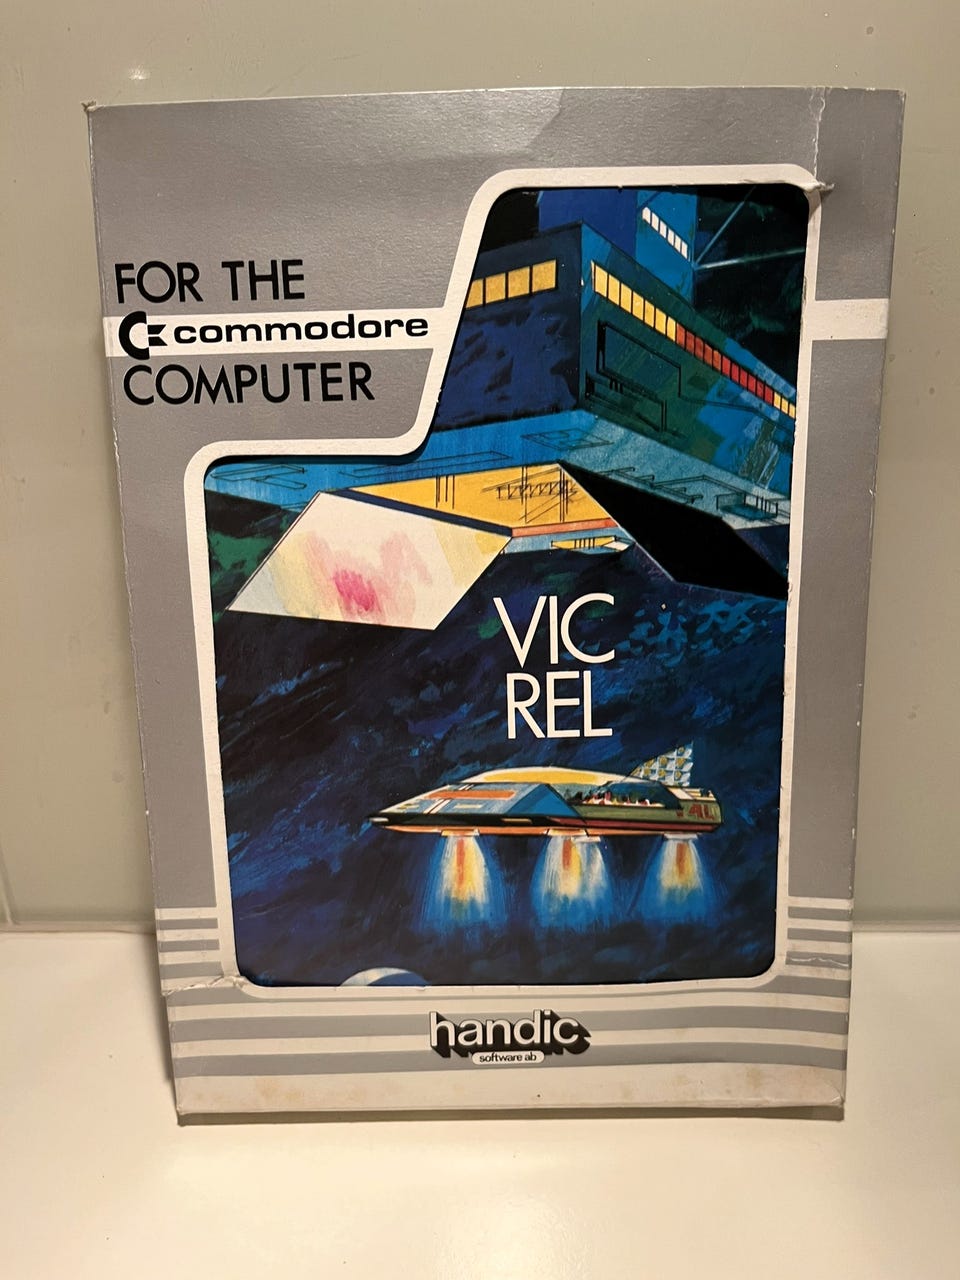 FOR THE
commodore
COMPUTER
VIC
REL
handic
software ab